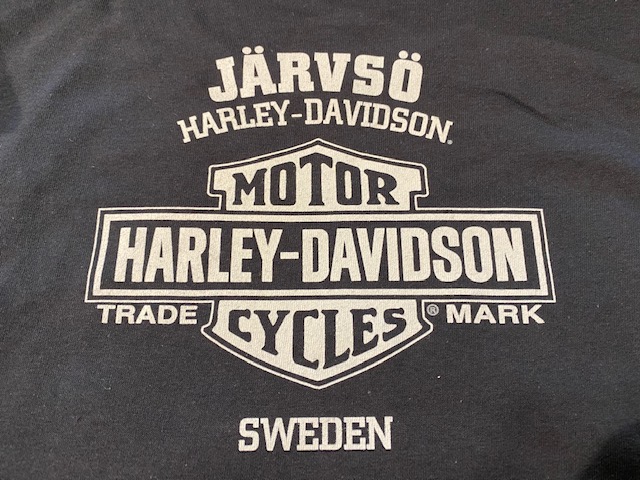 JÄRVSÖ
HARLEY-DAVIDSON®
MOTOR
HARLEY-DAVIDSON
TRADE ® MARK
CYCLES
SWEDEN